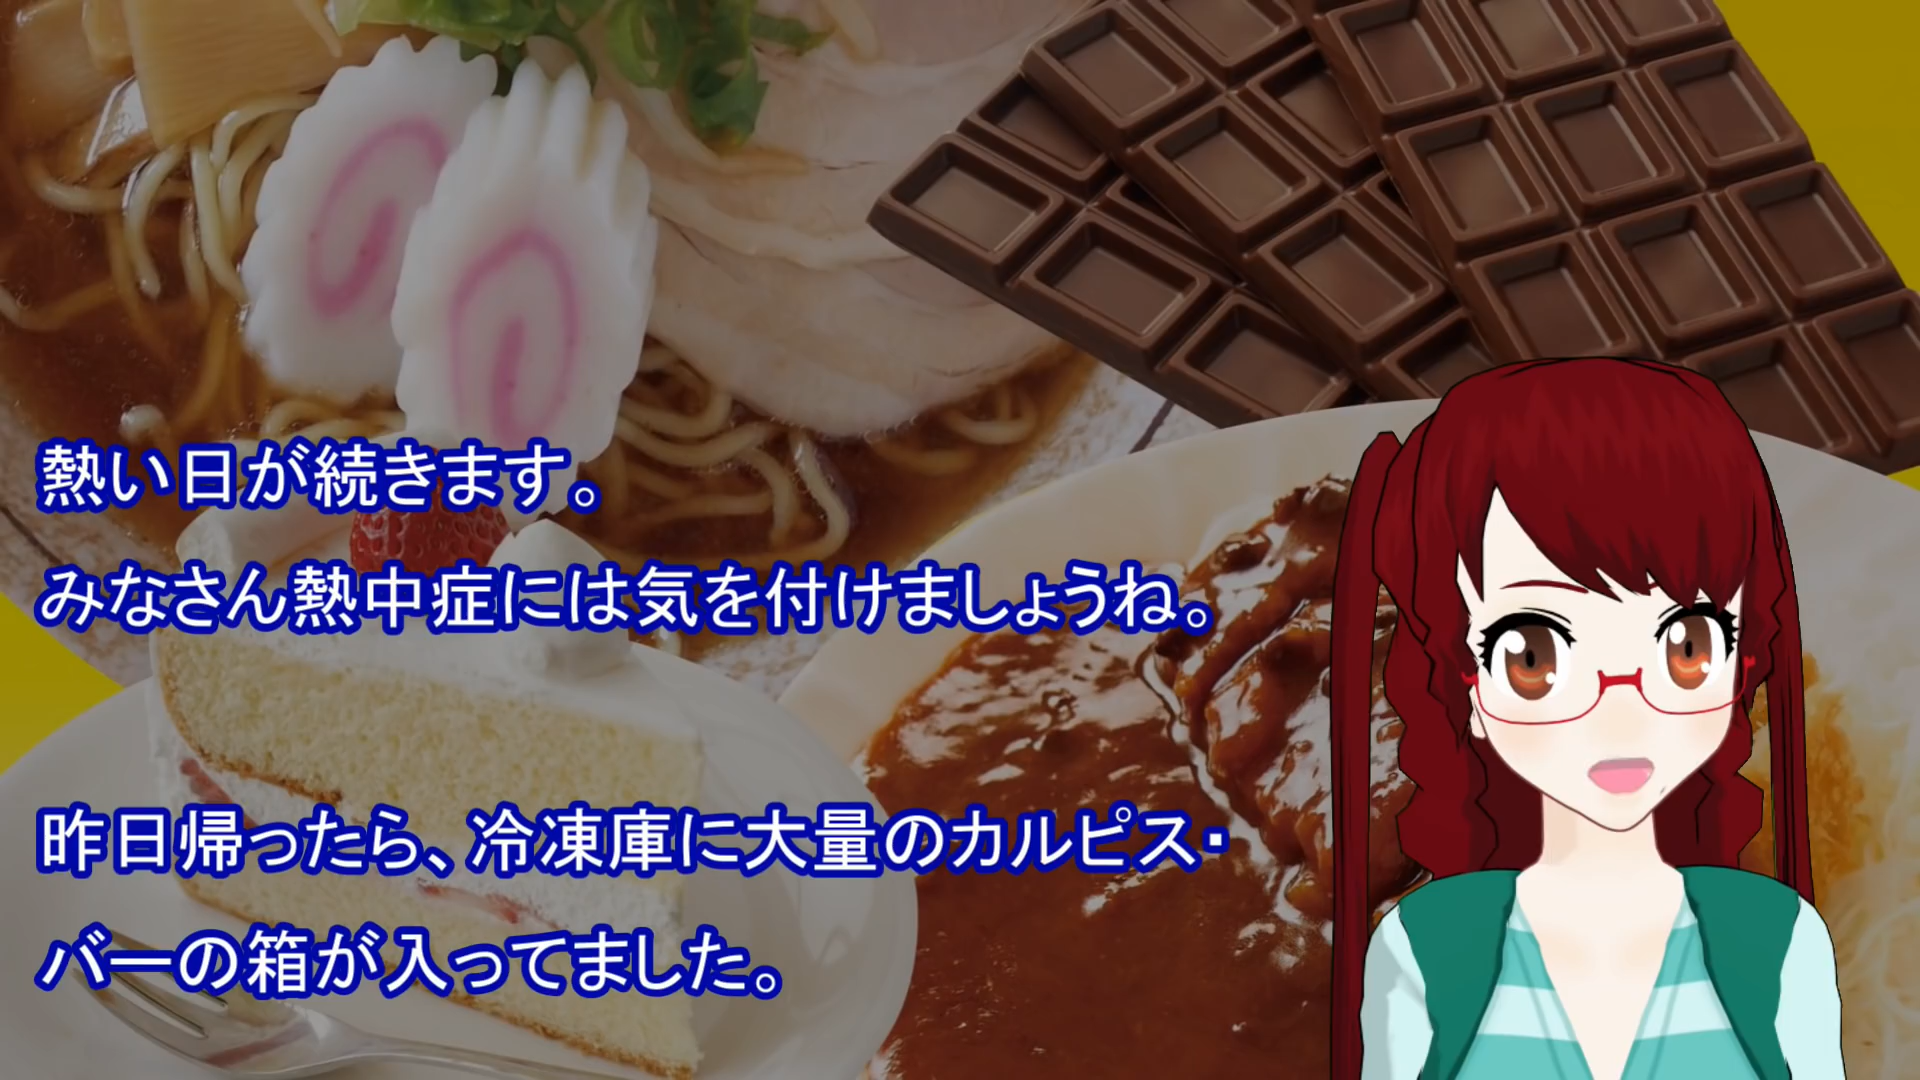 熱い日が続きます。
みなさん熱中症には気を付けましょうね。
昨日帰ったら、冷凍庫に大量のカルピス・
バーの箱が入ってました。